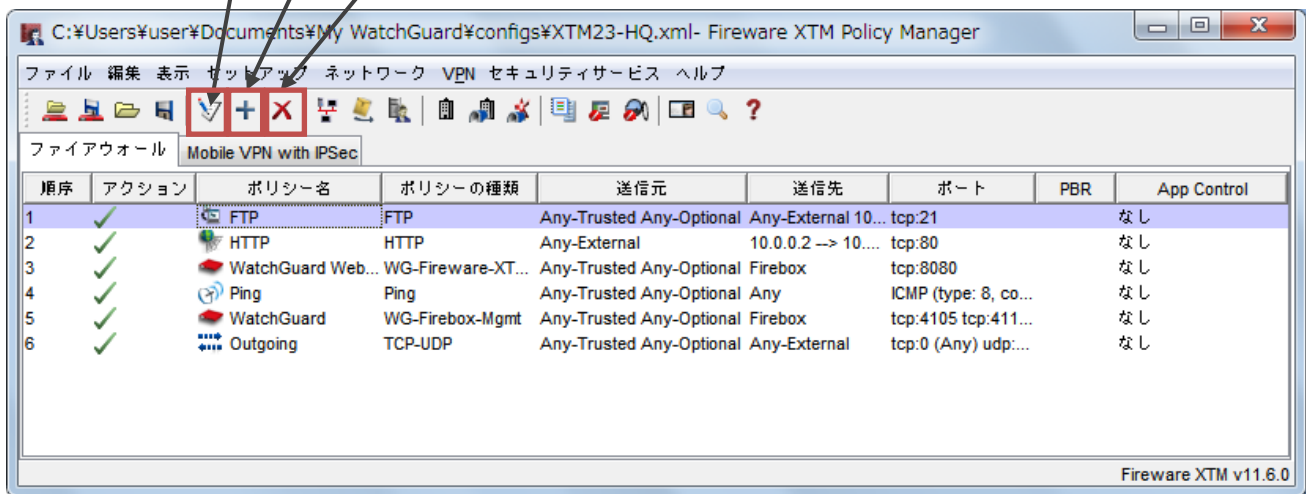 C:¥Users¥user¥Documents¥My WatchGuard¥configs¥XTM23-HQ.xml- Fireware XTM Policy Manager
ファイル 編集 表示 セットアップ ネットワーク VPN セキュリティサービス ヘルプ
ファイアウォール Mobile VPN with IPSec
順序 アクション ポリシー名 ポリシーの種類 送信元 送信先 ポート PBR App Control
1 FTP FTP Any-Trusted Any-Optional Any-External 10... tcp:21 なし
2 HTTP HTTP Any-External 10.0.0.2 --> 10.... tcp:80 なし
3 WatchGuard Web... WG-Fireware-XT... Any-Trusted Any-Optional Firebox tcp:8080 なし
4 Ping Ping Any-Trusted Any-Optional Any ICMP (type: 8, co... なし
5 WatchGuard WG-Firebox-Mgmt Any-Trusted Any-Optional Firebox tcp:4105 tcp:411... なし
6 Outgoing TCP-UDP Any-Trusted Any-Optional Any-External tcp:0 (Any) udp:... なし
Fireware XTM v11.6.0